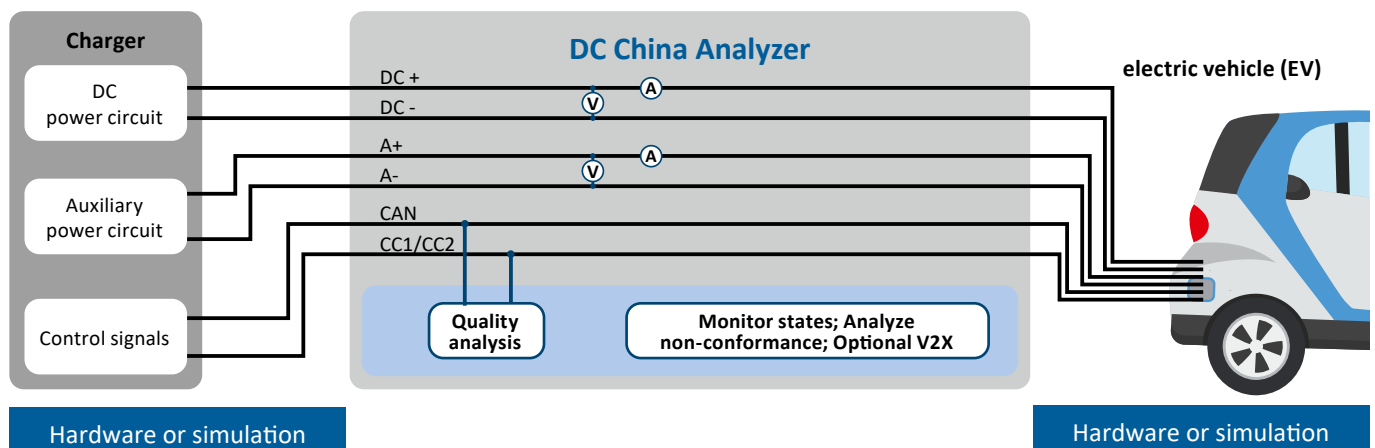 Charger
DC
power circuit
Auxiliary
power circuit
Control signals
Hardware or simulation
DC China Analyzer
DC +
DC -
A+
A-
CAN
CC1/CC2
V
A
V
A
Quality
analysis
Monitor states; Analyze
non-conformance; Optional V2X
electric vehicle (EV)
Hardware or simulation